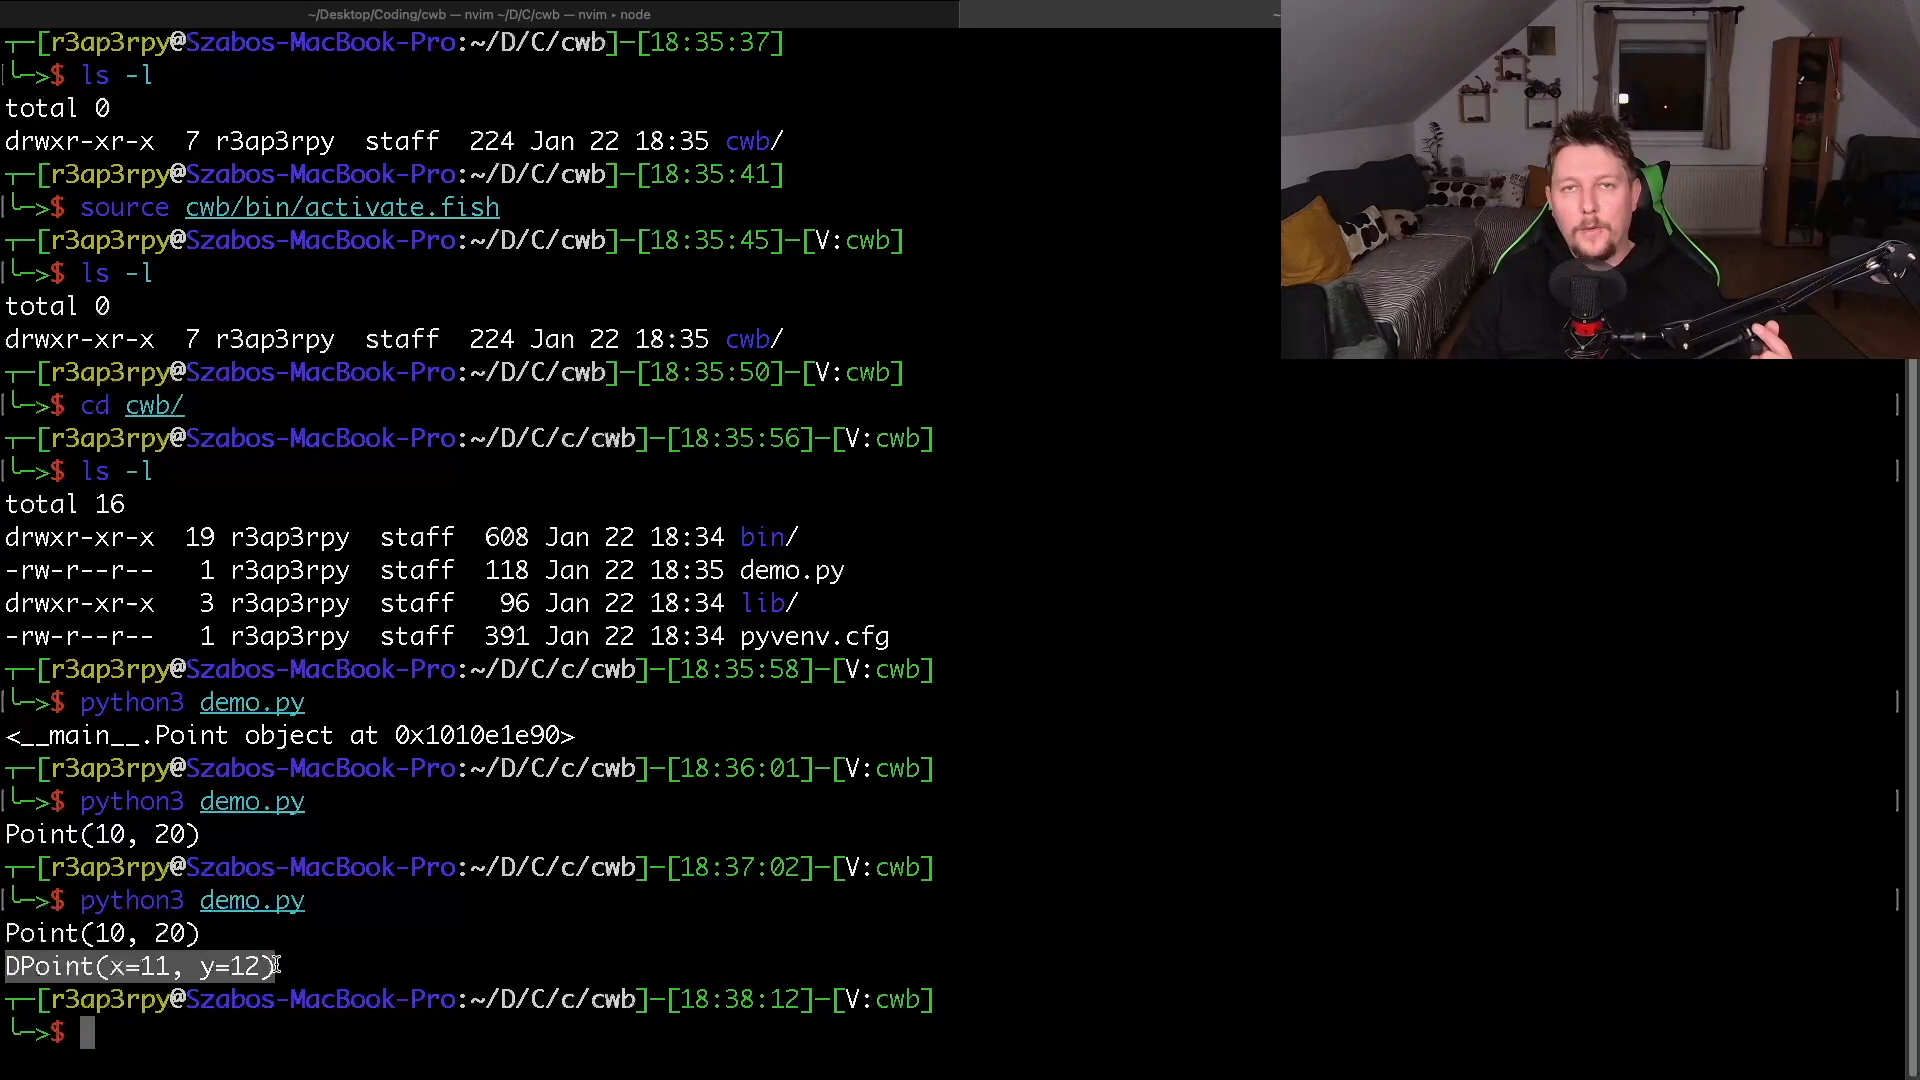 ~/Desktop/Coding/cwb — nvim ~/D/C/cwb — nvim ▸ node
┬─[r3ap3rpy@Szabos-MacBook-Pro:~/D/C/cwb]─[18:35:37]
╰─>$ ls -l
total 0
drwxr-xr-x  7 r3ap3rpy  staff  224 Jan 22 18:35 cwb/
┬─[r3ap3rpy@Szabos-MacBook-Pro:~/D/C/cwb]─[18:35:41]
╰─>$ source cwb/bin/activate.fish
┬─[r3ap3rpy@Szabos-MacBook-Pro:~/D/C/cwb]─[18:35:45]─[V:cwb]
╰─>$ ls -l
total 0
drwxr-xr-x  7 r3ap3rpy  staff  224 Jan 22 18:35 cwb/
┬─[r3ap3rpy@Szabos-MacBook-Pro:~/D/C/cwb]─[18:35:50]─[V:cwb]
╰─>$ cd cwb/
┬─[r3ap3rpy@Szabos-MacBook-Pro:~/D/C/c/cwb]─[18:35:56]─[V:cwb]
╰─>$ ls -l
total 16
drwxr-xr-x  19 r3ap3rpy  staff  608 Jan 22 18:34 bin/
-rw-r--r--   1 r3ap3rpy  staff  118 Jan 22 18:35 demo.py
drwxr-xr-x   3 r3ap3rpy  staff   96 Jan 22 18:34 lib/
-rw-r--r--   1 r3ap3rpy  staff  391 Jan 22 18:34 pyvenv.cfg
┬─[r3ap3rpy@Szabos-MacBook-Pro:~/D/C/c/cwb]─[18:35:58]─[V:cwb]
╰─>$ python3 demo.py
<__main__.Point object at 0x1010e1e90>
┬─[r3ap3rpy@Szabos-MacBook-Pro:~/D/C/c/cwb]─[18:36:01]─[V:cwb]
╰─>$ python3 demo.py
Point(10, 20)
┬─[r3ap3rpy@Szabos-MacBook-Pro:~/D/C/c/cwb]─[18:37:02]─[V:cwb]
╰─>$ python3 demo.py
Point(10, 20)
DPoint(x=11, y=12)
┬─[r3ap3rpy@Szabos-MacBook-Pro:~/D/C/c/cwb]─[18:38:12]─[V:cwb]
╰─>$